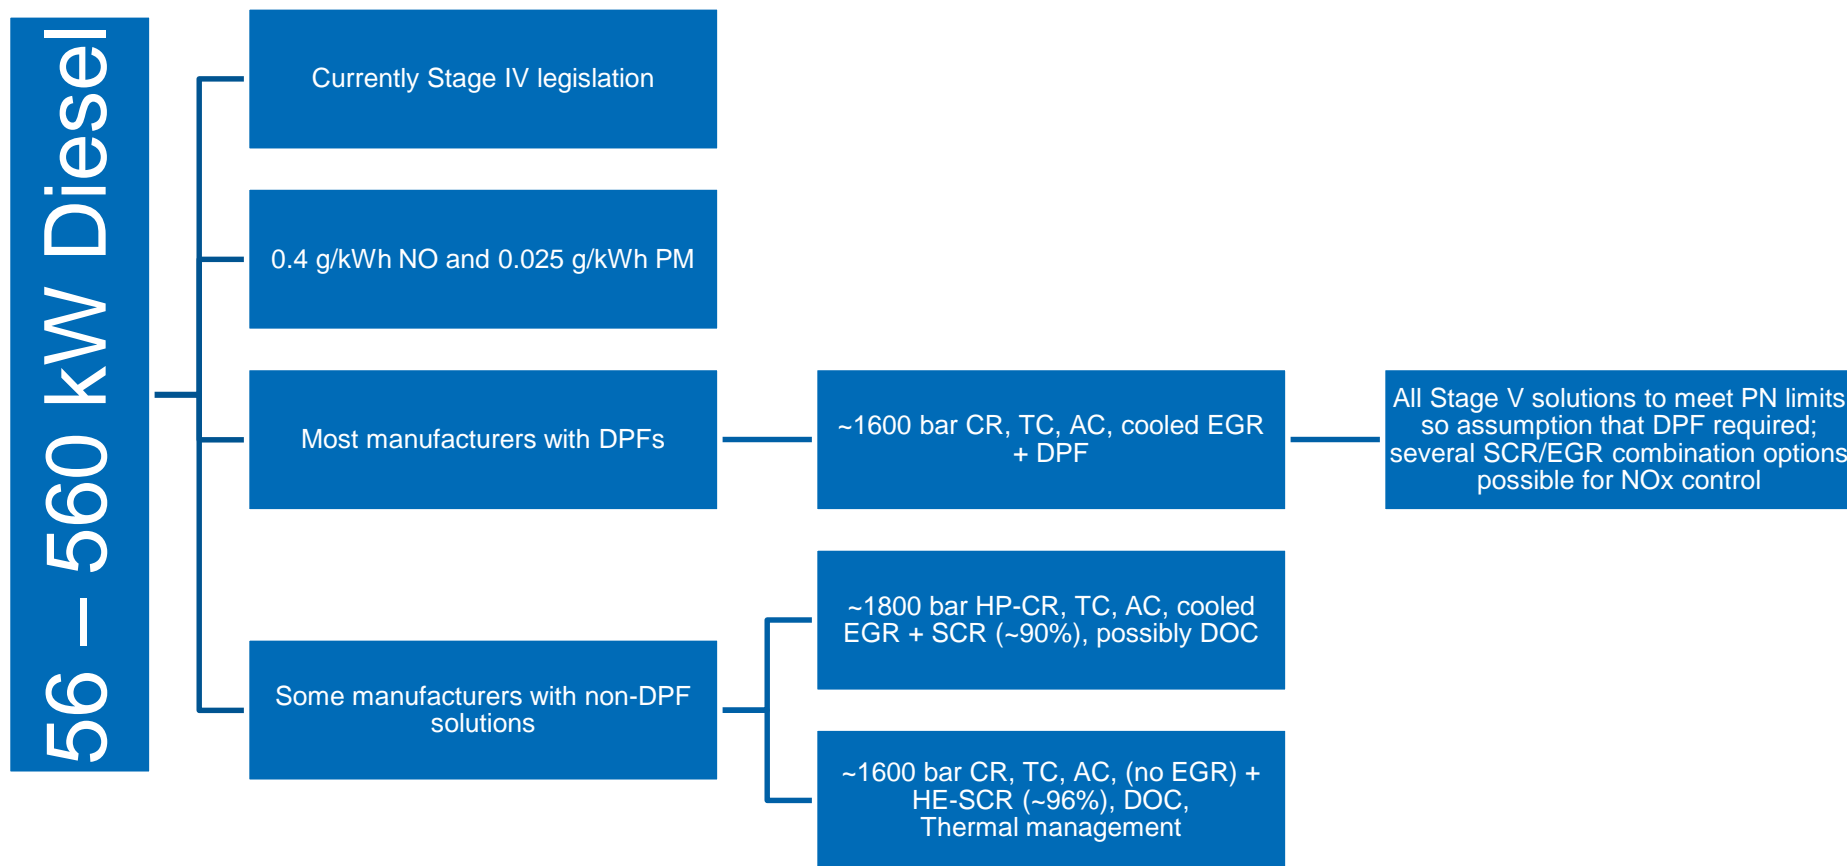 56 – 560 kW Diesel
Currently Stage IV legislation
0.4 g/kWh NO and 0.025 g/kWh PM
Most manufacturers with DPFs
~1600 bar CR, TC, AC, cooled EGR
+ DPF
All Stage V solutions to meet PN limits
so assumption that DPF required;
several SCR/EGR combination options
possible for NOx control
Some manufacturers with non-DPF
solutions
~1800 bar HP-CR, TC, AC, cooled
EGR + SCR (~90%), possibly DOC
~1600 bar CR, TC, AC, (no EGR) +
HE-SCR (~96%), DOC,
Thermal management